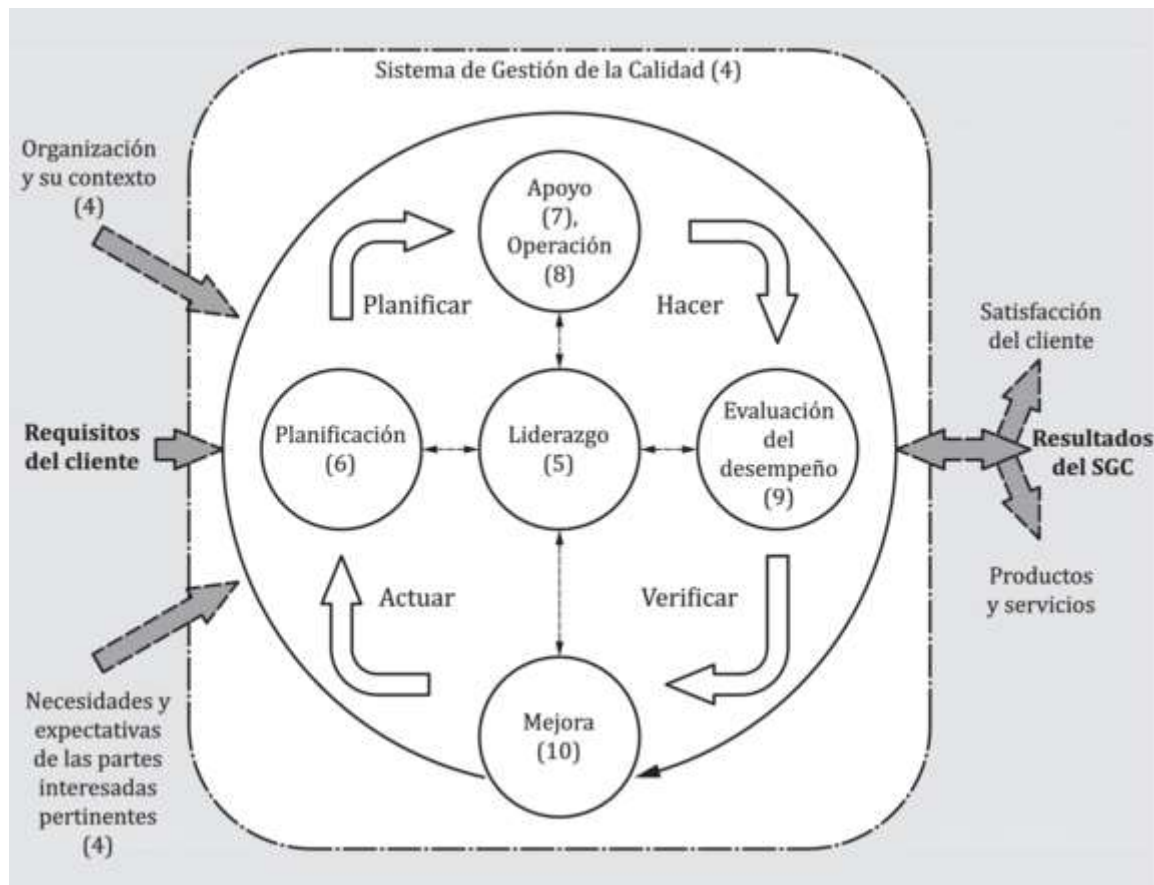 Sistema de Gestión de la Calidad (4)
Organización
y su contexto
(4)
Apoyo
(7),
Operación
(8)
Planificar
Hacer
Satisfacción
del cliente
Requisitos
del cliente
Planificación
(6)
Liderazgo
(5)
Evaluación
del
desempeño
(9)
Resultados
del SGC
Actuar
Verificar
Productos
y servicios
Necesidades y
expectativas
de las partes
interesadas
pertinentes
(4)
Mejora
(10)